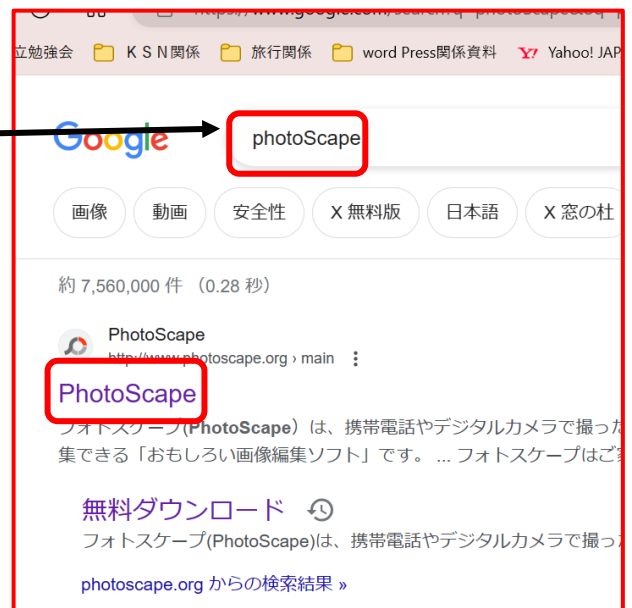 https://www.google.com/search?q=photoscape&oq=p
立勉強会 KSN関係 旅行関係 word Press関係資料 Yahoo! JAP
Google photoScape
画像 動画 安全性 X 無料版 日本語 X 窓の杜
約 7,560,000 件 （0.28 秒）
PhotoScape
http://www.photoscape.org › main
PhotoScape
フォトスケープ(PhotoScape）は、携帯電話やデジタルカメラで撮った
集できる「おもしろい画像編集ソフト」です。 ... フォトスケープはご
無料ダウンロード
フォトスケープ(PhotoScape)は、携帯電話やデジタルカメラで撮っ
photoscape.org からの検索結果 »